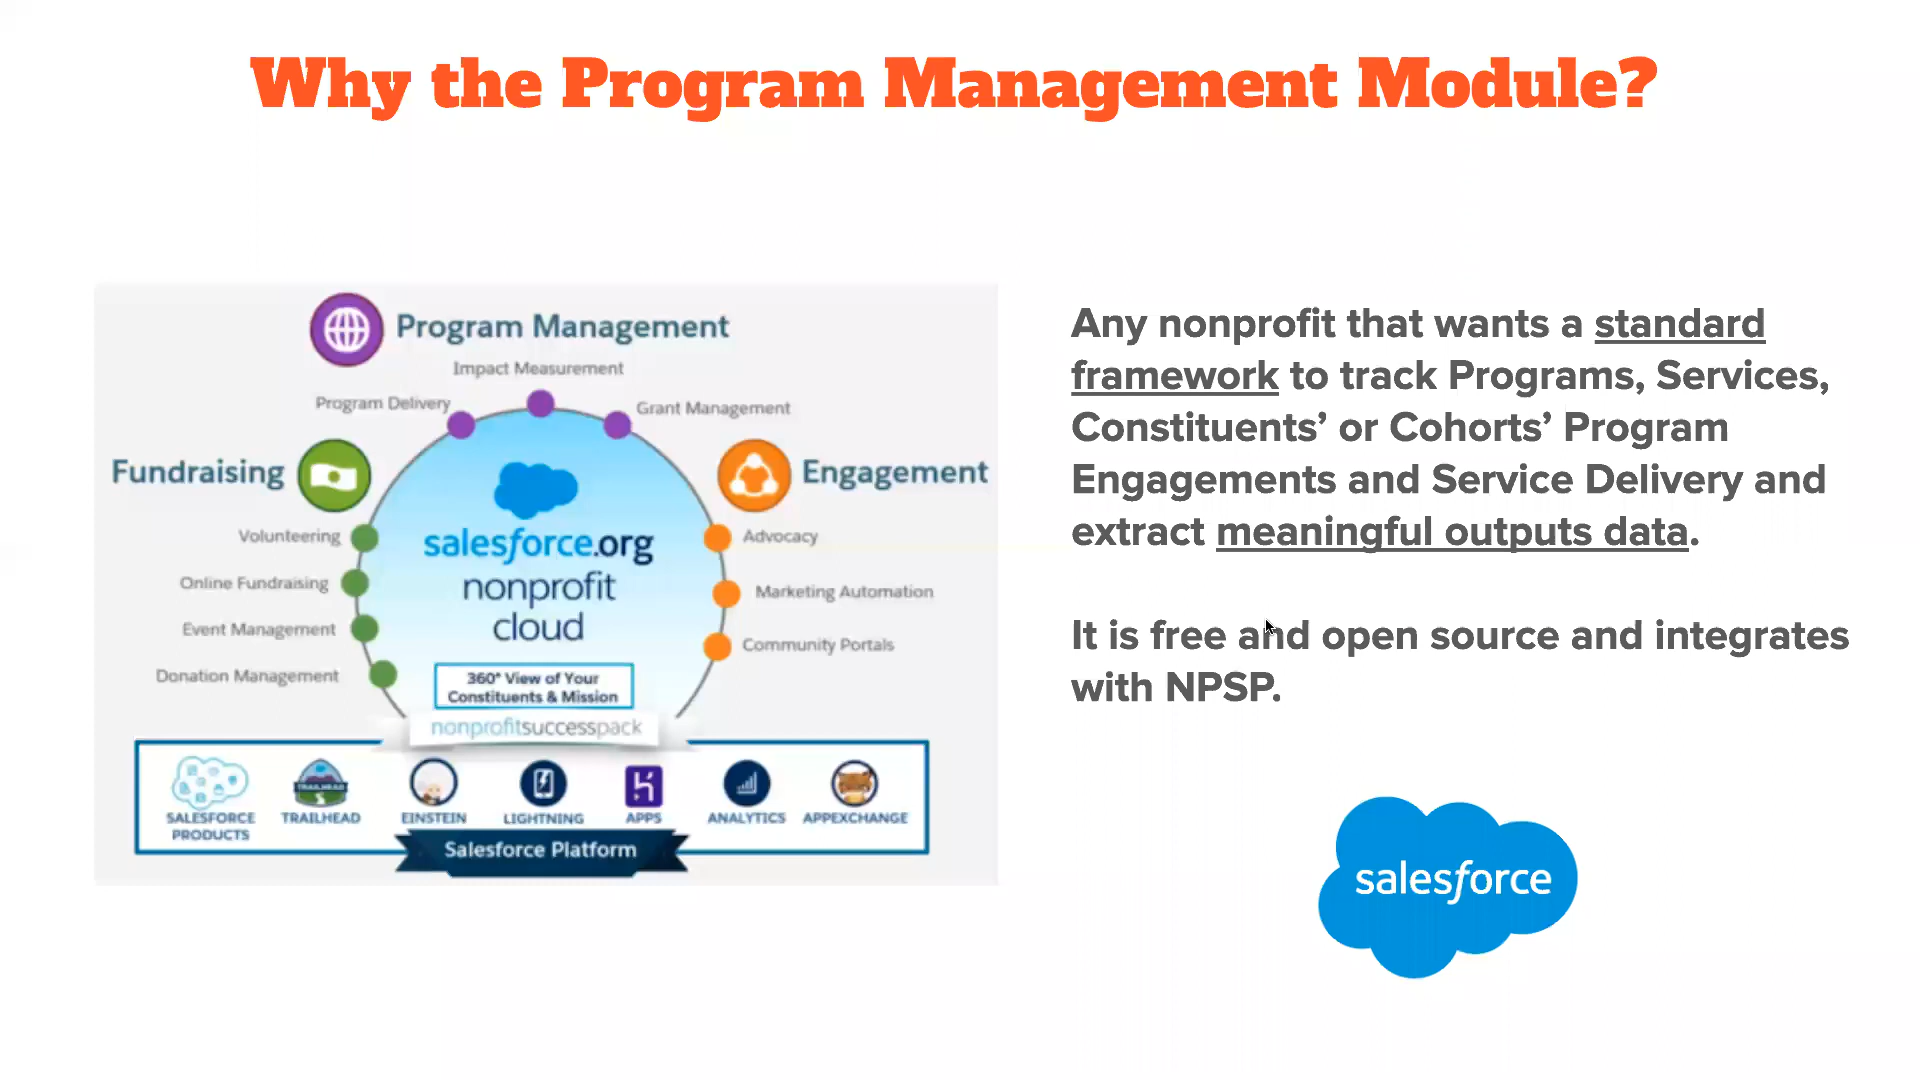 Why the Program Management Module?
Program Management
Impact Measurement
Program Delivery
Grant Management
Fundraising
Engagement
Volunteering
Online Fundraising
Event Management
Donation Management
Advocacy
Marketing Automation
Community Portals
salesforce.org
nonprofit
cloud
360° View of Your
Constituents & Mission
nonprofitsuccesspack
SALESFORCE
PRODUCTS
TRAILHEAD
TRAILHEAD
EINSTEIN
LIGHTNING
APPS
ANALYTICS
APPEXCHANGE
Salesforce Platform
Any nonprofit that wants a standard
framework to track Programs, Services,
Constituents’ or Cohorts’ Program
Engagements and Service Delivery and
extract meaningful outputs data.
It is free and open source and integrates
with NPSP.
salesforce